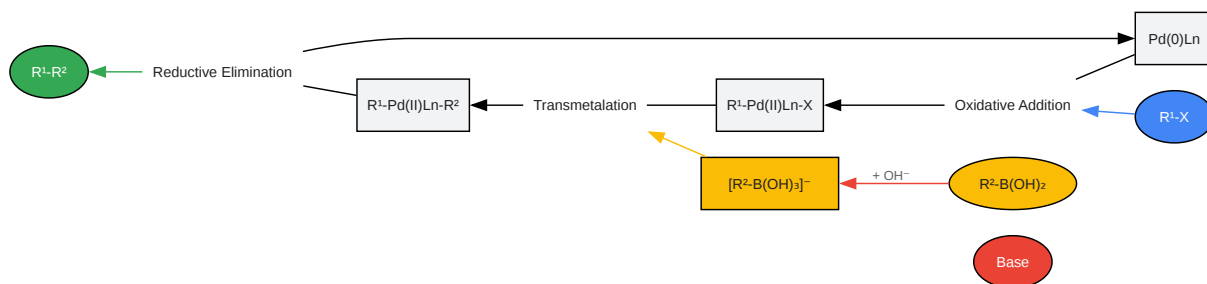 Pd(0)Ln
R¹-R²
Reductive Elimination
R¹-Pd(II)Ln-R²
Transmetalation
R¹-Pd(II)Ln-X
Oxidative Addition
R¹-X
[R²-B(OH)₃]⁻
+ OH⁻
R²-B(OH)₂
Base